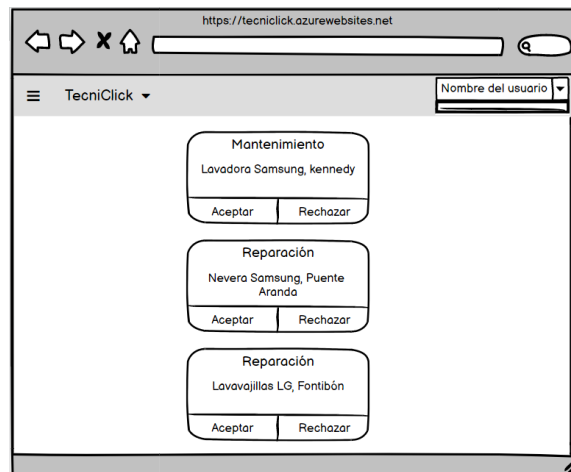 https://tecniclick.azurewebsites.net
TecniClick
Nombre del usuario
Mantenimiento
Lavadora Samsung, kennedy
Aceptar Rechazar
Reparación
Nevera Samsung, Puente
Aranda
Aceptar Rechazar
Reparación
Lavavajillas LG, Fontibón
Aceptar Rechazar